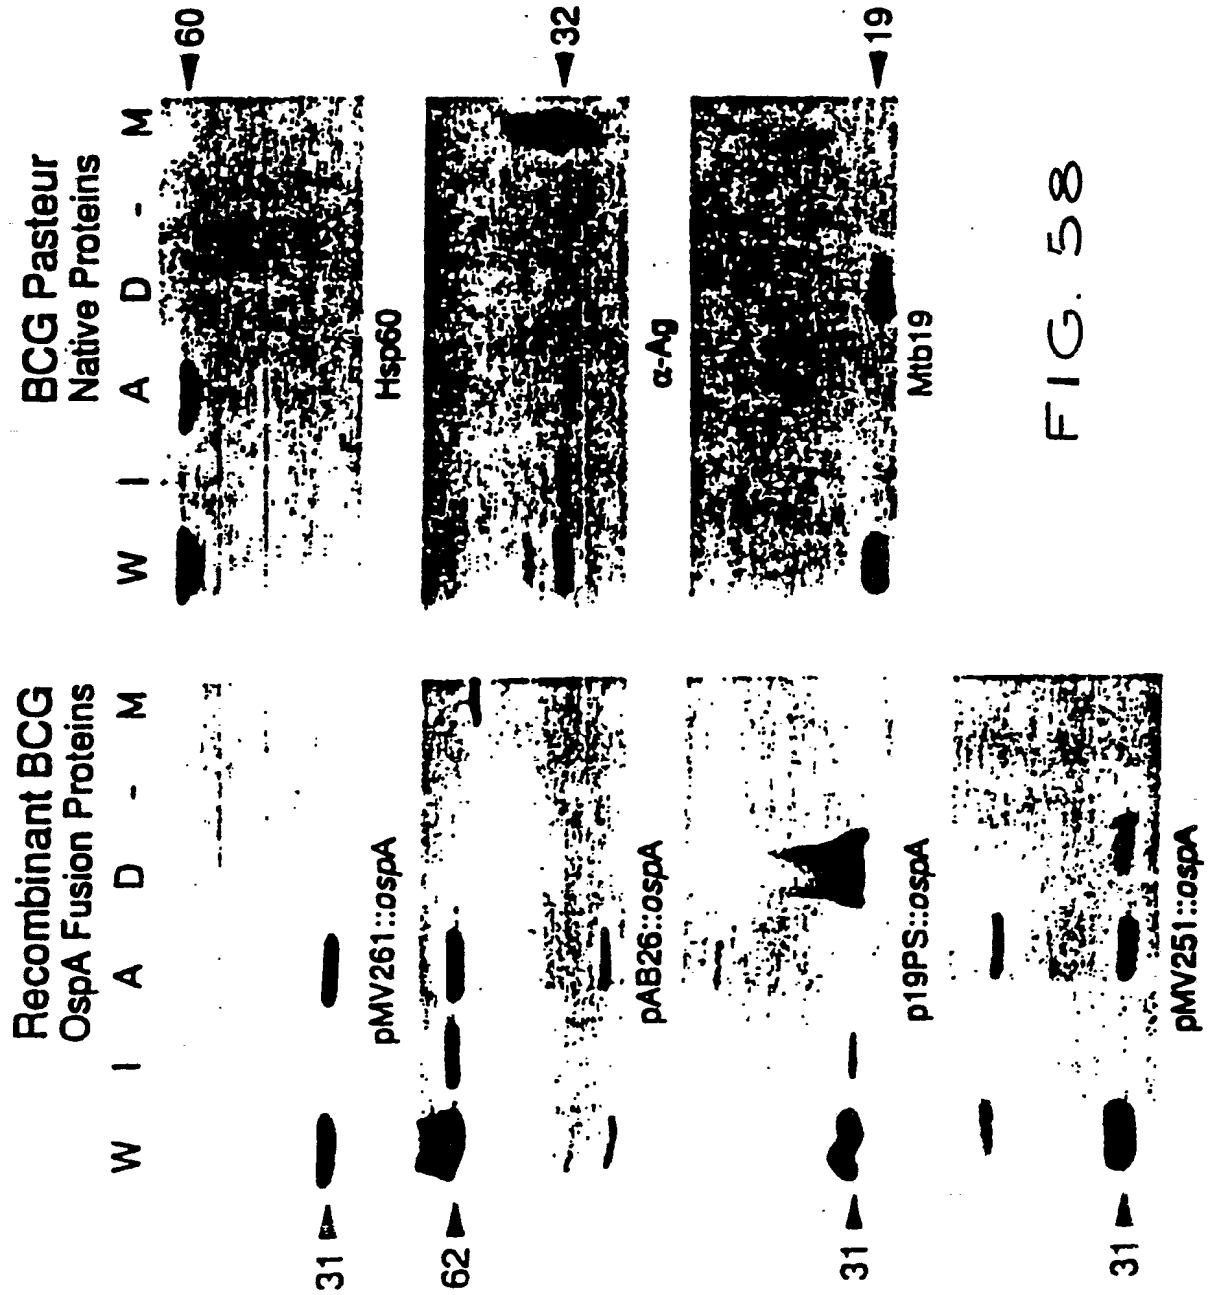 Recombinant BCG
OspA Fusion Proteins
W I A D - M
31
pMV261::ospA
62
pAB26::ospA
31
p19PS::ospA
31
pMV251::ospA
BCG Pasteur
Native Proteins
W I A D - M
60
Hsp60
32
α-Ag
19
Mtb19
FIG. 58